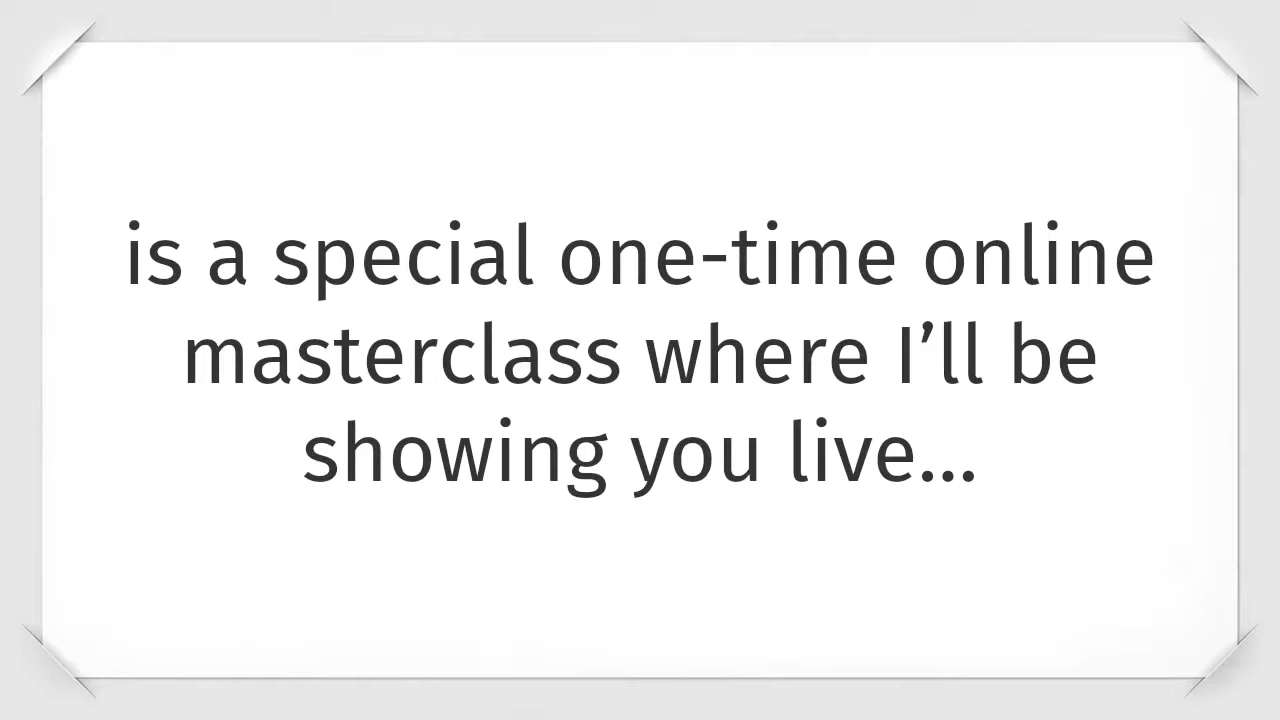 is a special one-time online
masterclass where I’ll be
showing you live...